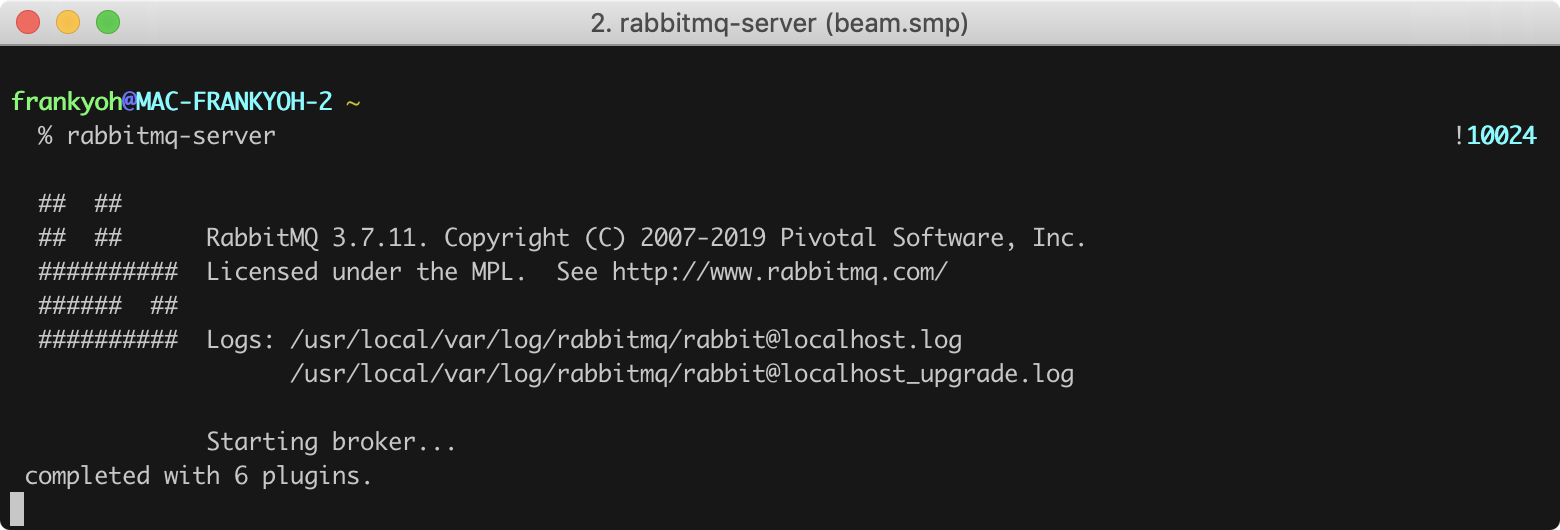 2. rabbitmq-server (beam.smp)
frankyoh@MAC-FRANKYOH-2 ~
% rabbitmq-server !10024
##  ##
##  ##      RabbitMQ 3.7.11. Copyright (C) 2007-2019 Pivotal Software, Inc.
##########  Licensed under the MPL.  See http://www.rabbitmq.com/
######  ##
##########  Logs: /usr/local/var/log/rabbitmq/rabbit@localhost.log
/usr/local/var/log/rabbitmq/rabbit@localhost_upgrade.log
Starting broker...
completed with 6 plugins.